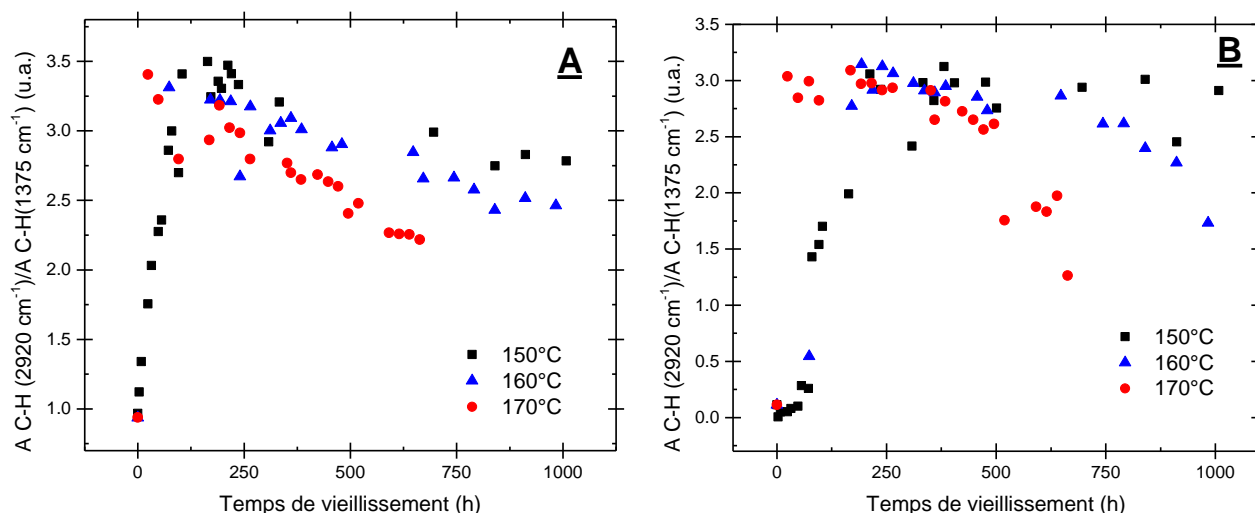 A
A C-H (2920 cm⁻¹)/A C-H(1375 cm⁻¹) (u.a.)
3.5
3.0
2.5
2.0
1.5
1.0
150°C
160°C
170°C
0
250
500
750
1000
Temps de vieillissement (h)
B
A C-H (2920 cm⁻¹)/A C-H(1375 cm⁻¹) (u.a.)
3.5
3.0
2.5
2.0
1.5
1.0
0.5
0.0
150°C
160°C
170°C
0
250
500
750
1000
Temps de vieillissement (h)